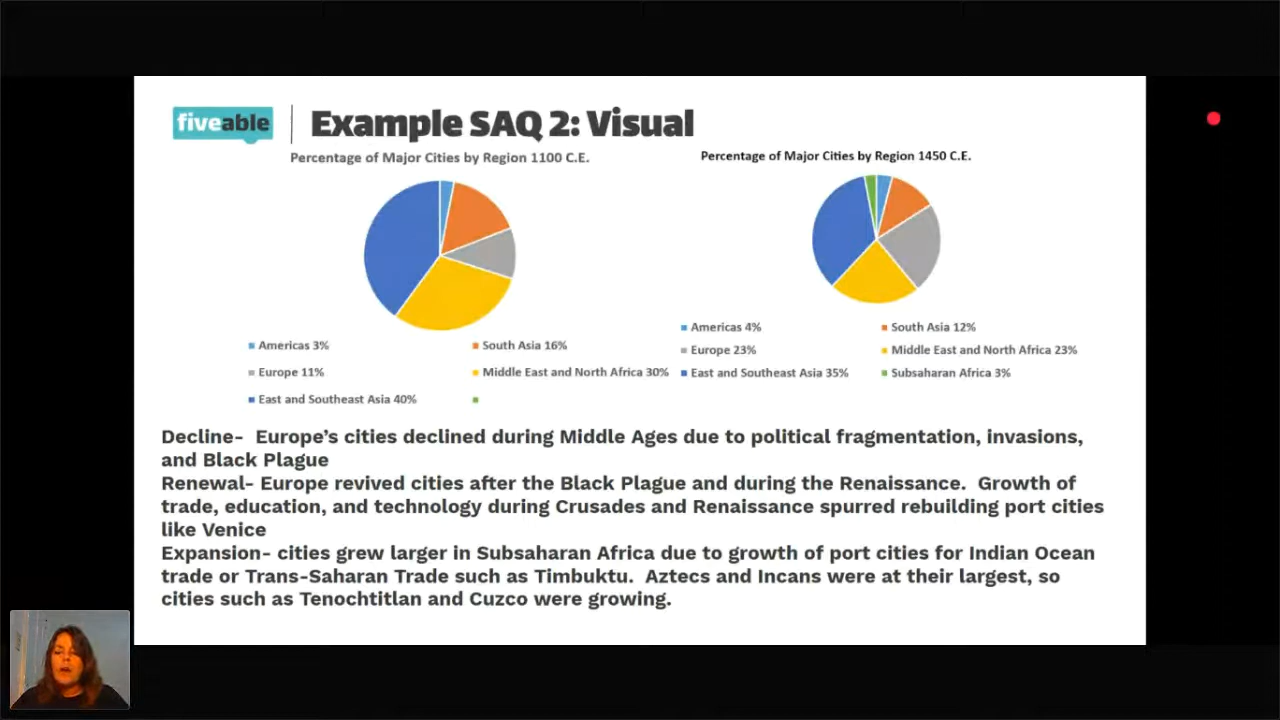 fiveable
Example SAQ 2: Visual
Percentage of Major Cities by Region 1100 C.E.
Americas 3%
South Asia 16%
Europe 11%
Middle East and North Africa 30%
East and Southeast Asia 40%
Percentage of Major Cities by Region 1450 C.E.
Americas 4%
South Asia 12%
Europe 23%
Middle East and North Africa 23%
East and Southeast Asia 35%
Subsaharan Africa 3%
Decline- Europe's cities declined during Middle Ages due to political fragmentation, invasions,
and Black Plague
Renewal- Europe revived cities after the Black Plague and during the Renaissance. Growth of
trade, education, and technology during Crusades and Renaissance spurred rebuilding port cities
like Venice
Expansion- cities grew larger in Subsaharan Africa due to growth of port cities for Indian Ocean
trade or Trans-Saharan Trade such as Timbuktu. Aztecs and Incans were at their largest, so
cities such as Tenochtitlan and Cuzco were growing.